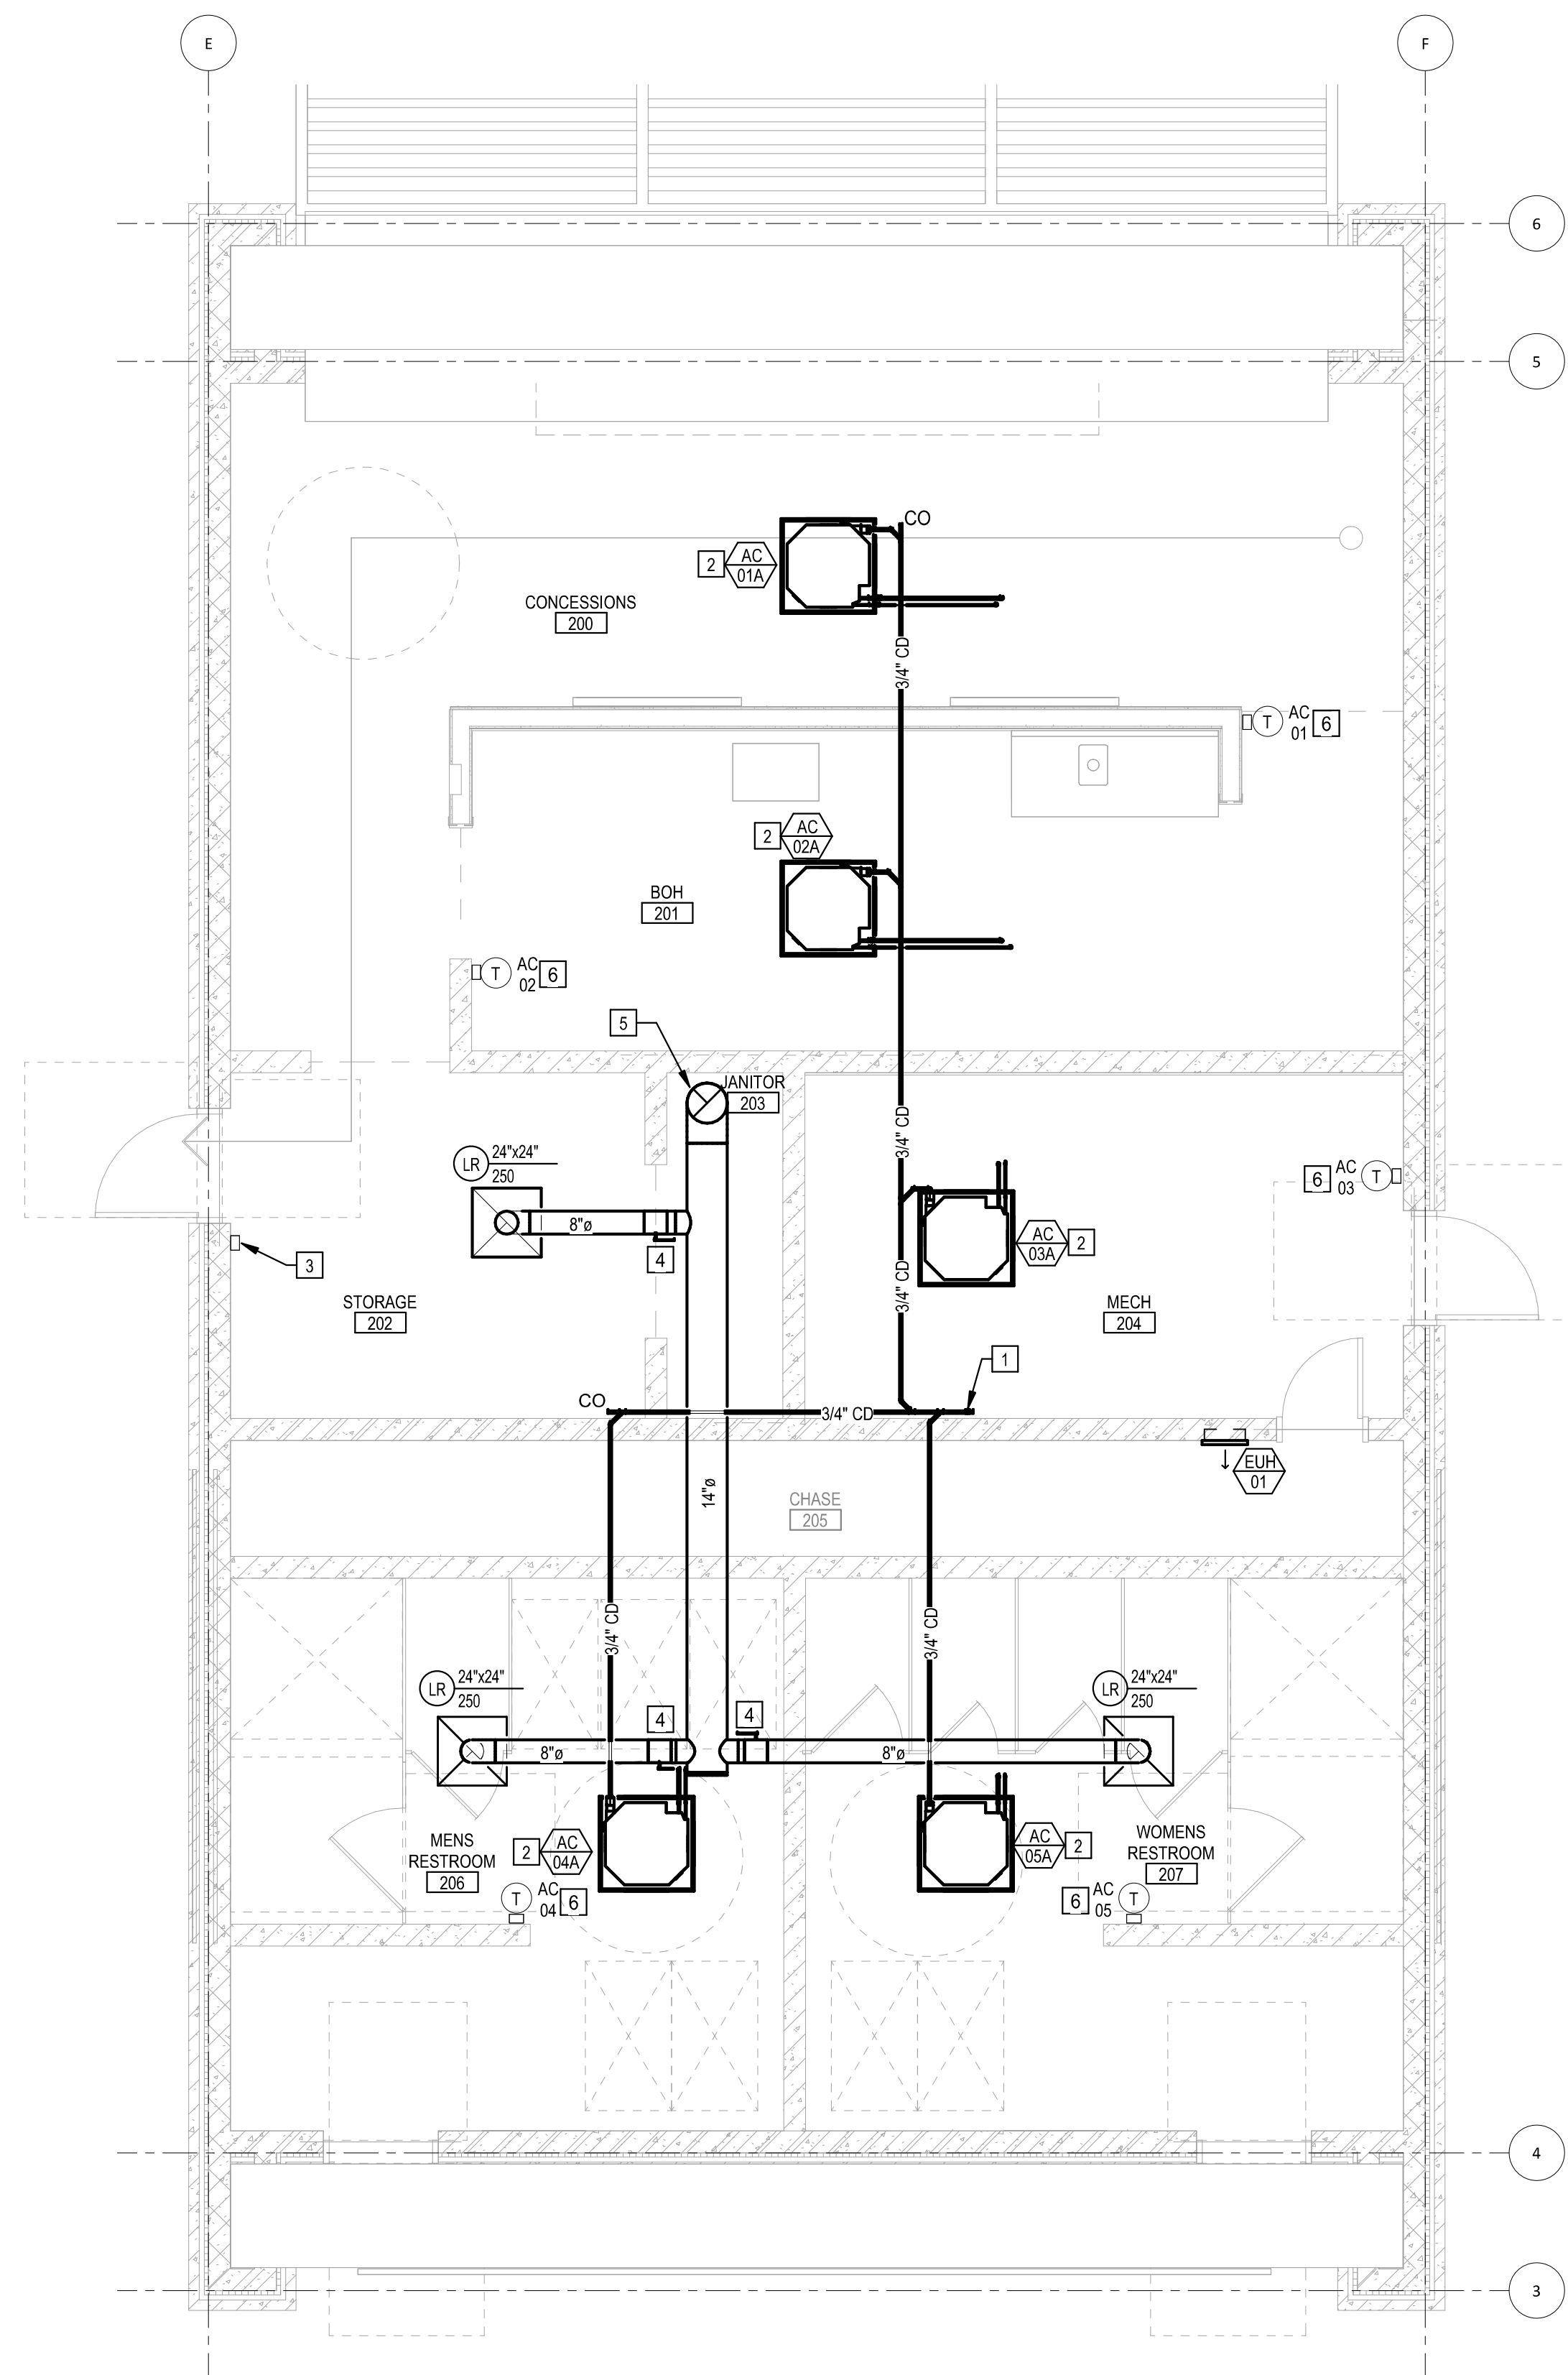 E
F
6
5
CO
2
AC
01A
CONCESSIONS
200
3/4" CD
T
AC
01
6
2
AC
02A
BOH
201
T
AC
02
6
5
JANITOR
203
3/4" CD
LR
24"x24"
250
8"ø
4
6
AC
03
T
AC
03A
2
3
3/4" CD
STORAGE
202
MECH
204
1
CO
3/4" CD
EUH
01
14"ø
CHASE
205
3/4" CD
3/4" CD
LR
24"x24"
250
4
4
LR
24"x24"
250
8"ø
8"ø
MENS
RESTROOM
206
2
AC
04A
AC
05A
2
WOMENS
RESTROOM
207
T
AC
04
6
6
AC
05
T
4
3